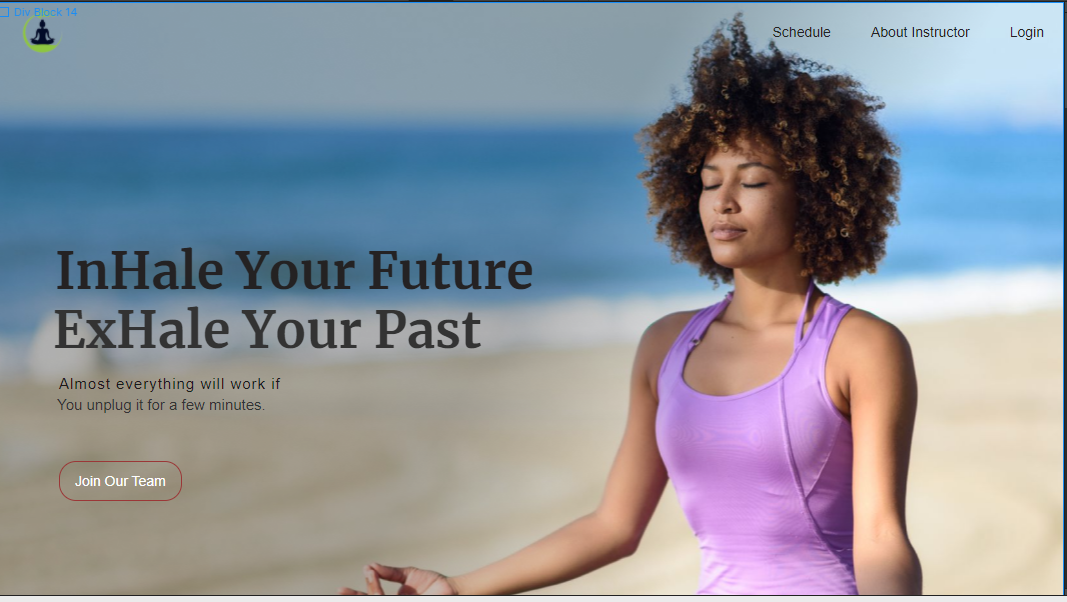 Div Block 14
Schedule
About Instructor
Login
InHale Your Future
ExHale Your Past
Almost everything will work if
You unplug it for a few minutes.
Join Our Team